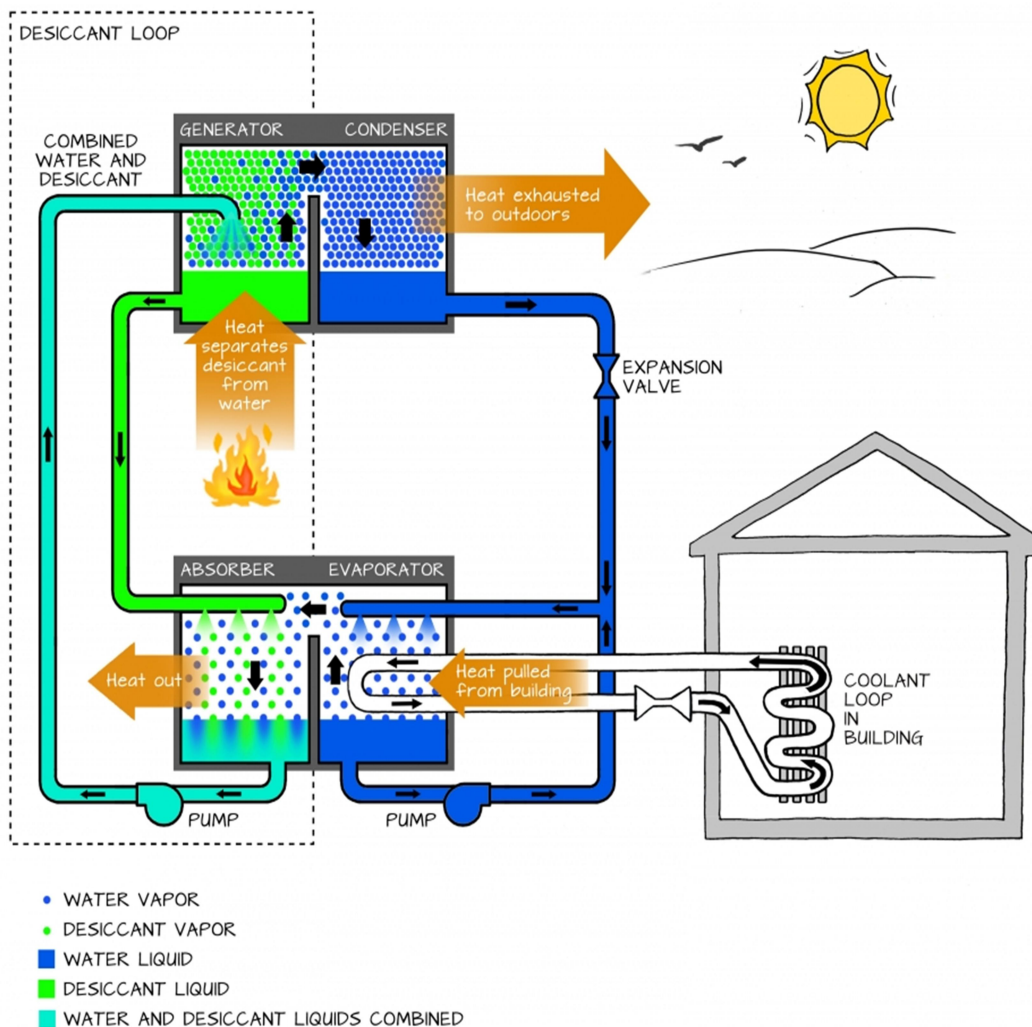 DESICCANT LOOP
COMBINED
WATER AND
DESICCANT
GENERATOR
CONDENSER
Heat exhausted
to outdoors
Heat
separates
desiccant
from
water
EXPANSION
VALVE
ABSORBER
EVAPORATOR
Heat out
Heat pulled
from building
COOLANT
LOOP
IN
BUILDING
PUMP
PUMP
WATER VAPOR
DESICCANT VAPOR
WATER LIQUID
DESICCANT LIQUID
WATER AND DESICCANT LIQUIDS COMBINED